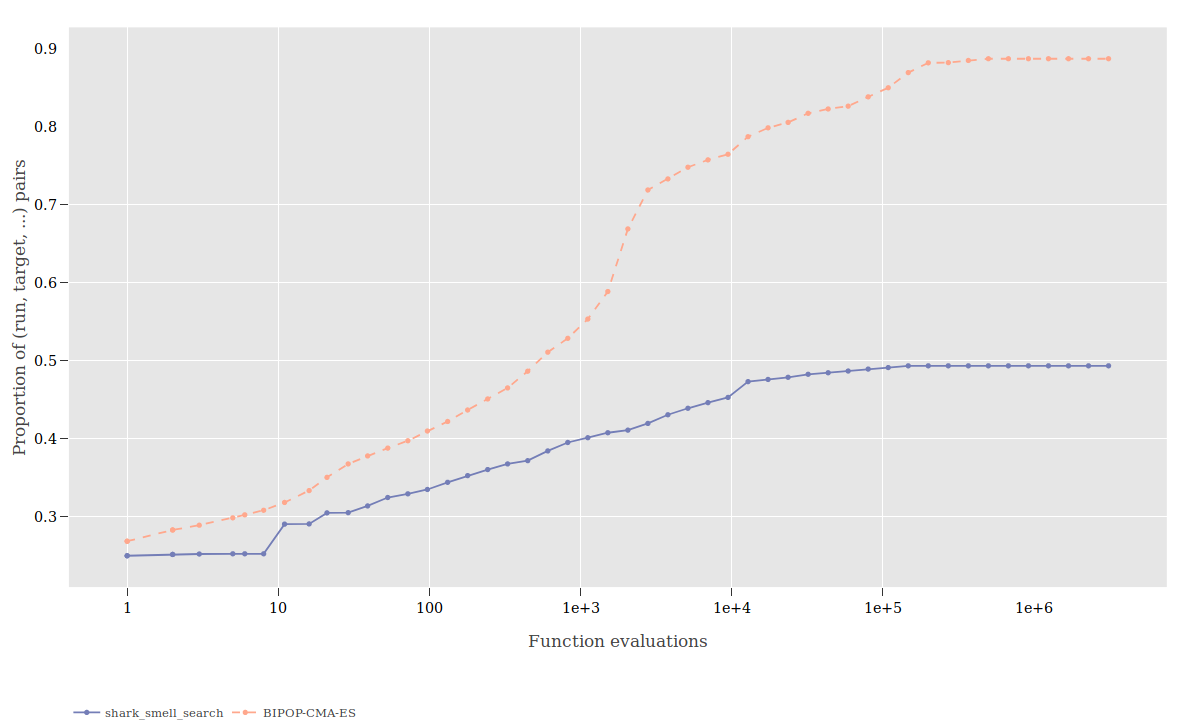 0.9
0.8
0.7
0.6
0.5
0.4
0.3
Proportion of (run, target, ...) pairs
1 10 100 1e+3 1e+4 1e+5 1e+6
Function evaluations
shark_smell_search BIPOP-CMA-ES